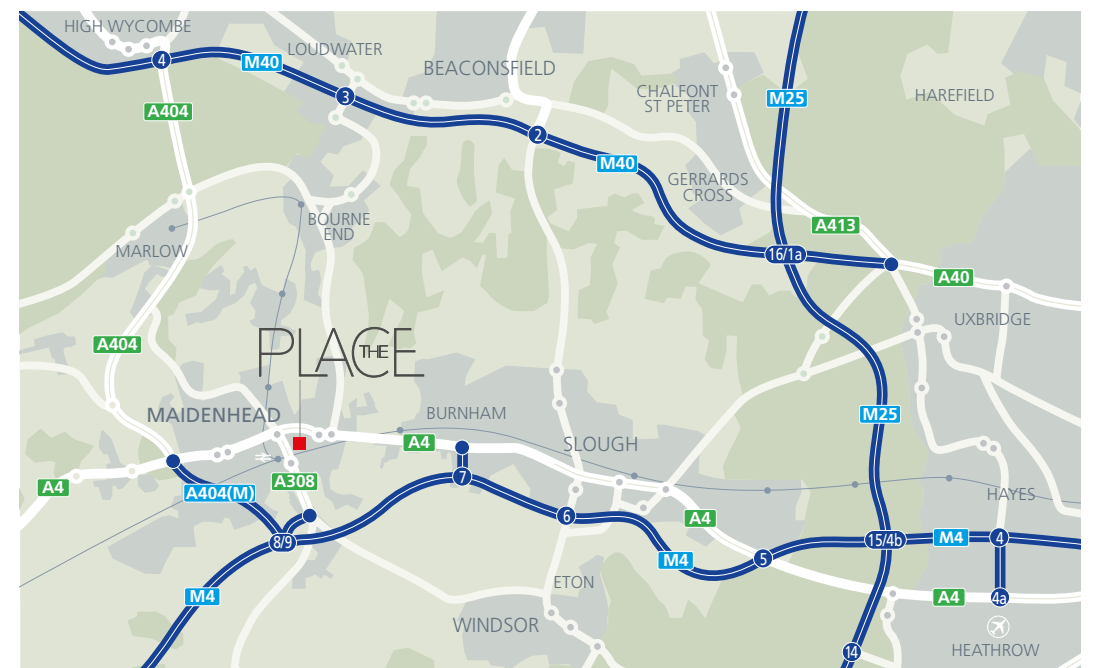 HIGH WYCOMBE
LOUDWATER
4
M40
BEACONSFIELD
3
A404
CHALFONT
ST PETER
M25
HAREFIELD
2
M40
GERRARDS
CROSS
BOURNE
END
MARLOW
A413
16/1a
A40
UXBRIDGE
A404
PLACE
THE
MAIDENHEAD
BURNHAM
M25
A4
SLOUGH
7
A308
A4
A404(M)
HAYES
6
A4
8/9
15/4b
M4
4
5
M4
ETON
M4
A4
4a
WINDSOR
14
HEATHROW